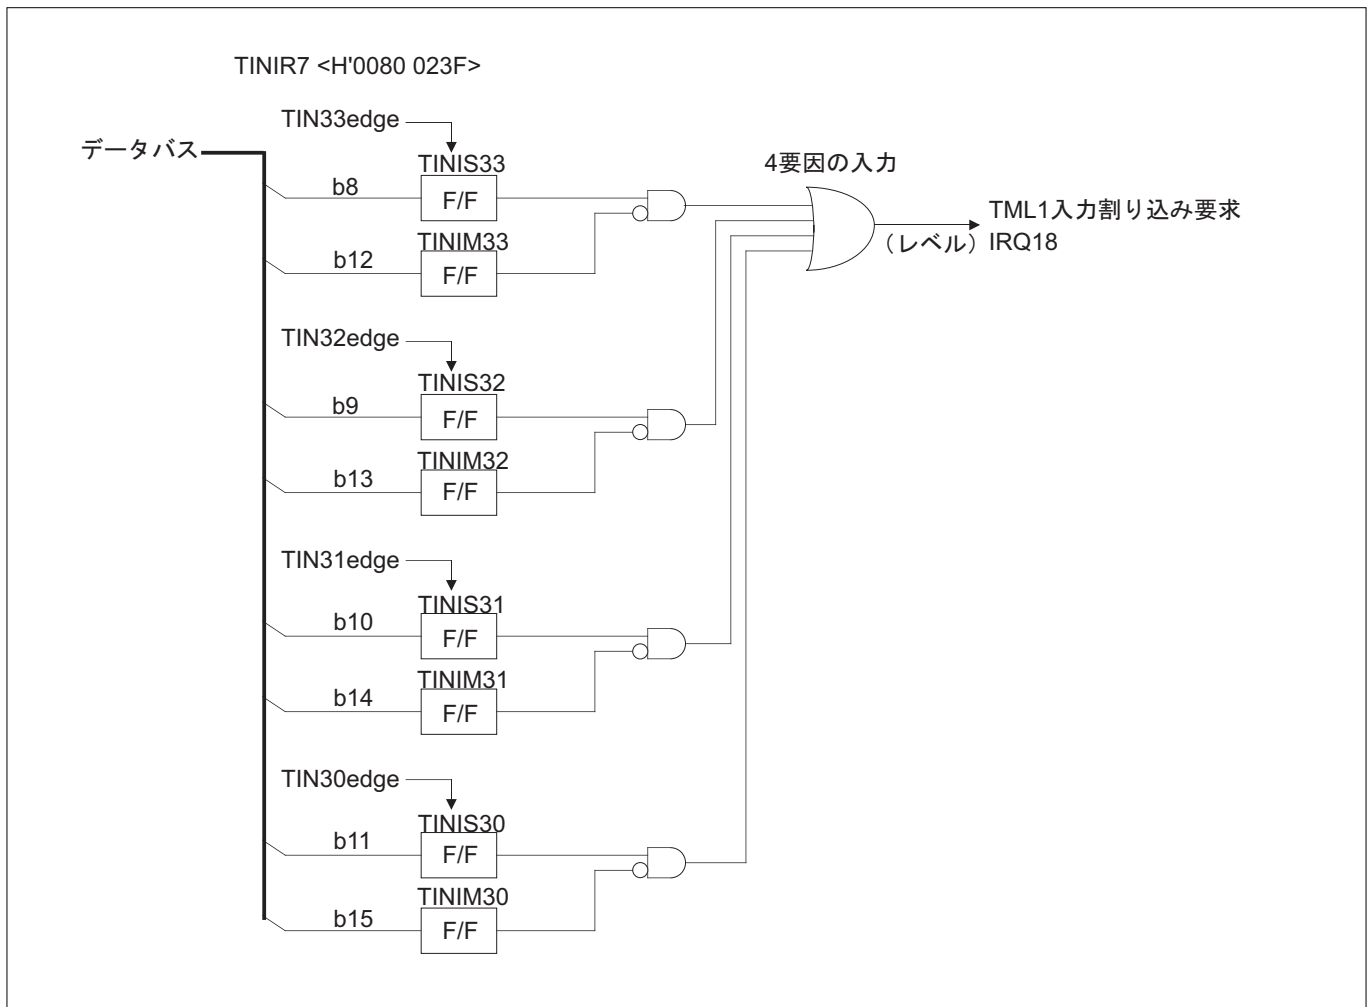 TINIR7 <H'0080 023F>
TIN33edge
データバス
TINIS33
4要因の入力
b8
F/F
TML1入力割り込み要求
TINIM33
(レベル) IRQ18
b12
F/F
TIN32edge
TINIS32
b9
F/F
TINIM32
b13
F/F
TIN31edge
TINIS31
b10
F/F
TINIM31
b14
F/F
TIN30edge
TINIS30
b11
F/F
TINIM30
b15
F/F